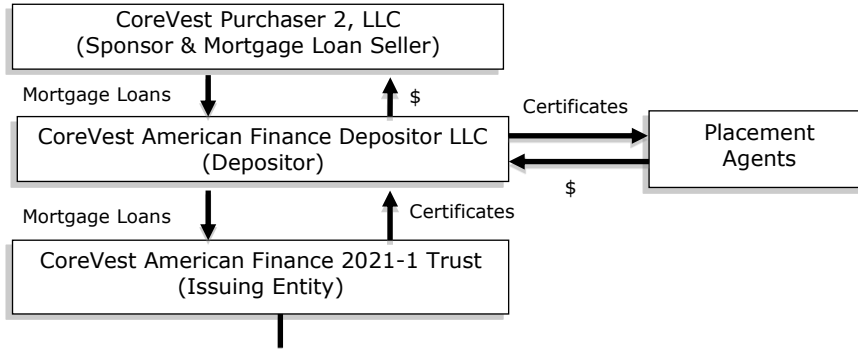 CoreVest Purchaser 2, LLC
(Sponsor & Mortgage Loan Seller)
Mortgage Loans
$
Certificates
CoreVest American Finance Depositor LLC
(Depositor)
Placement
Agents
$
Mortgage Loans
Certificates
CoreVest American Finance 2021-1 Trust
(Issuing Entity)